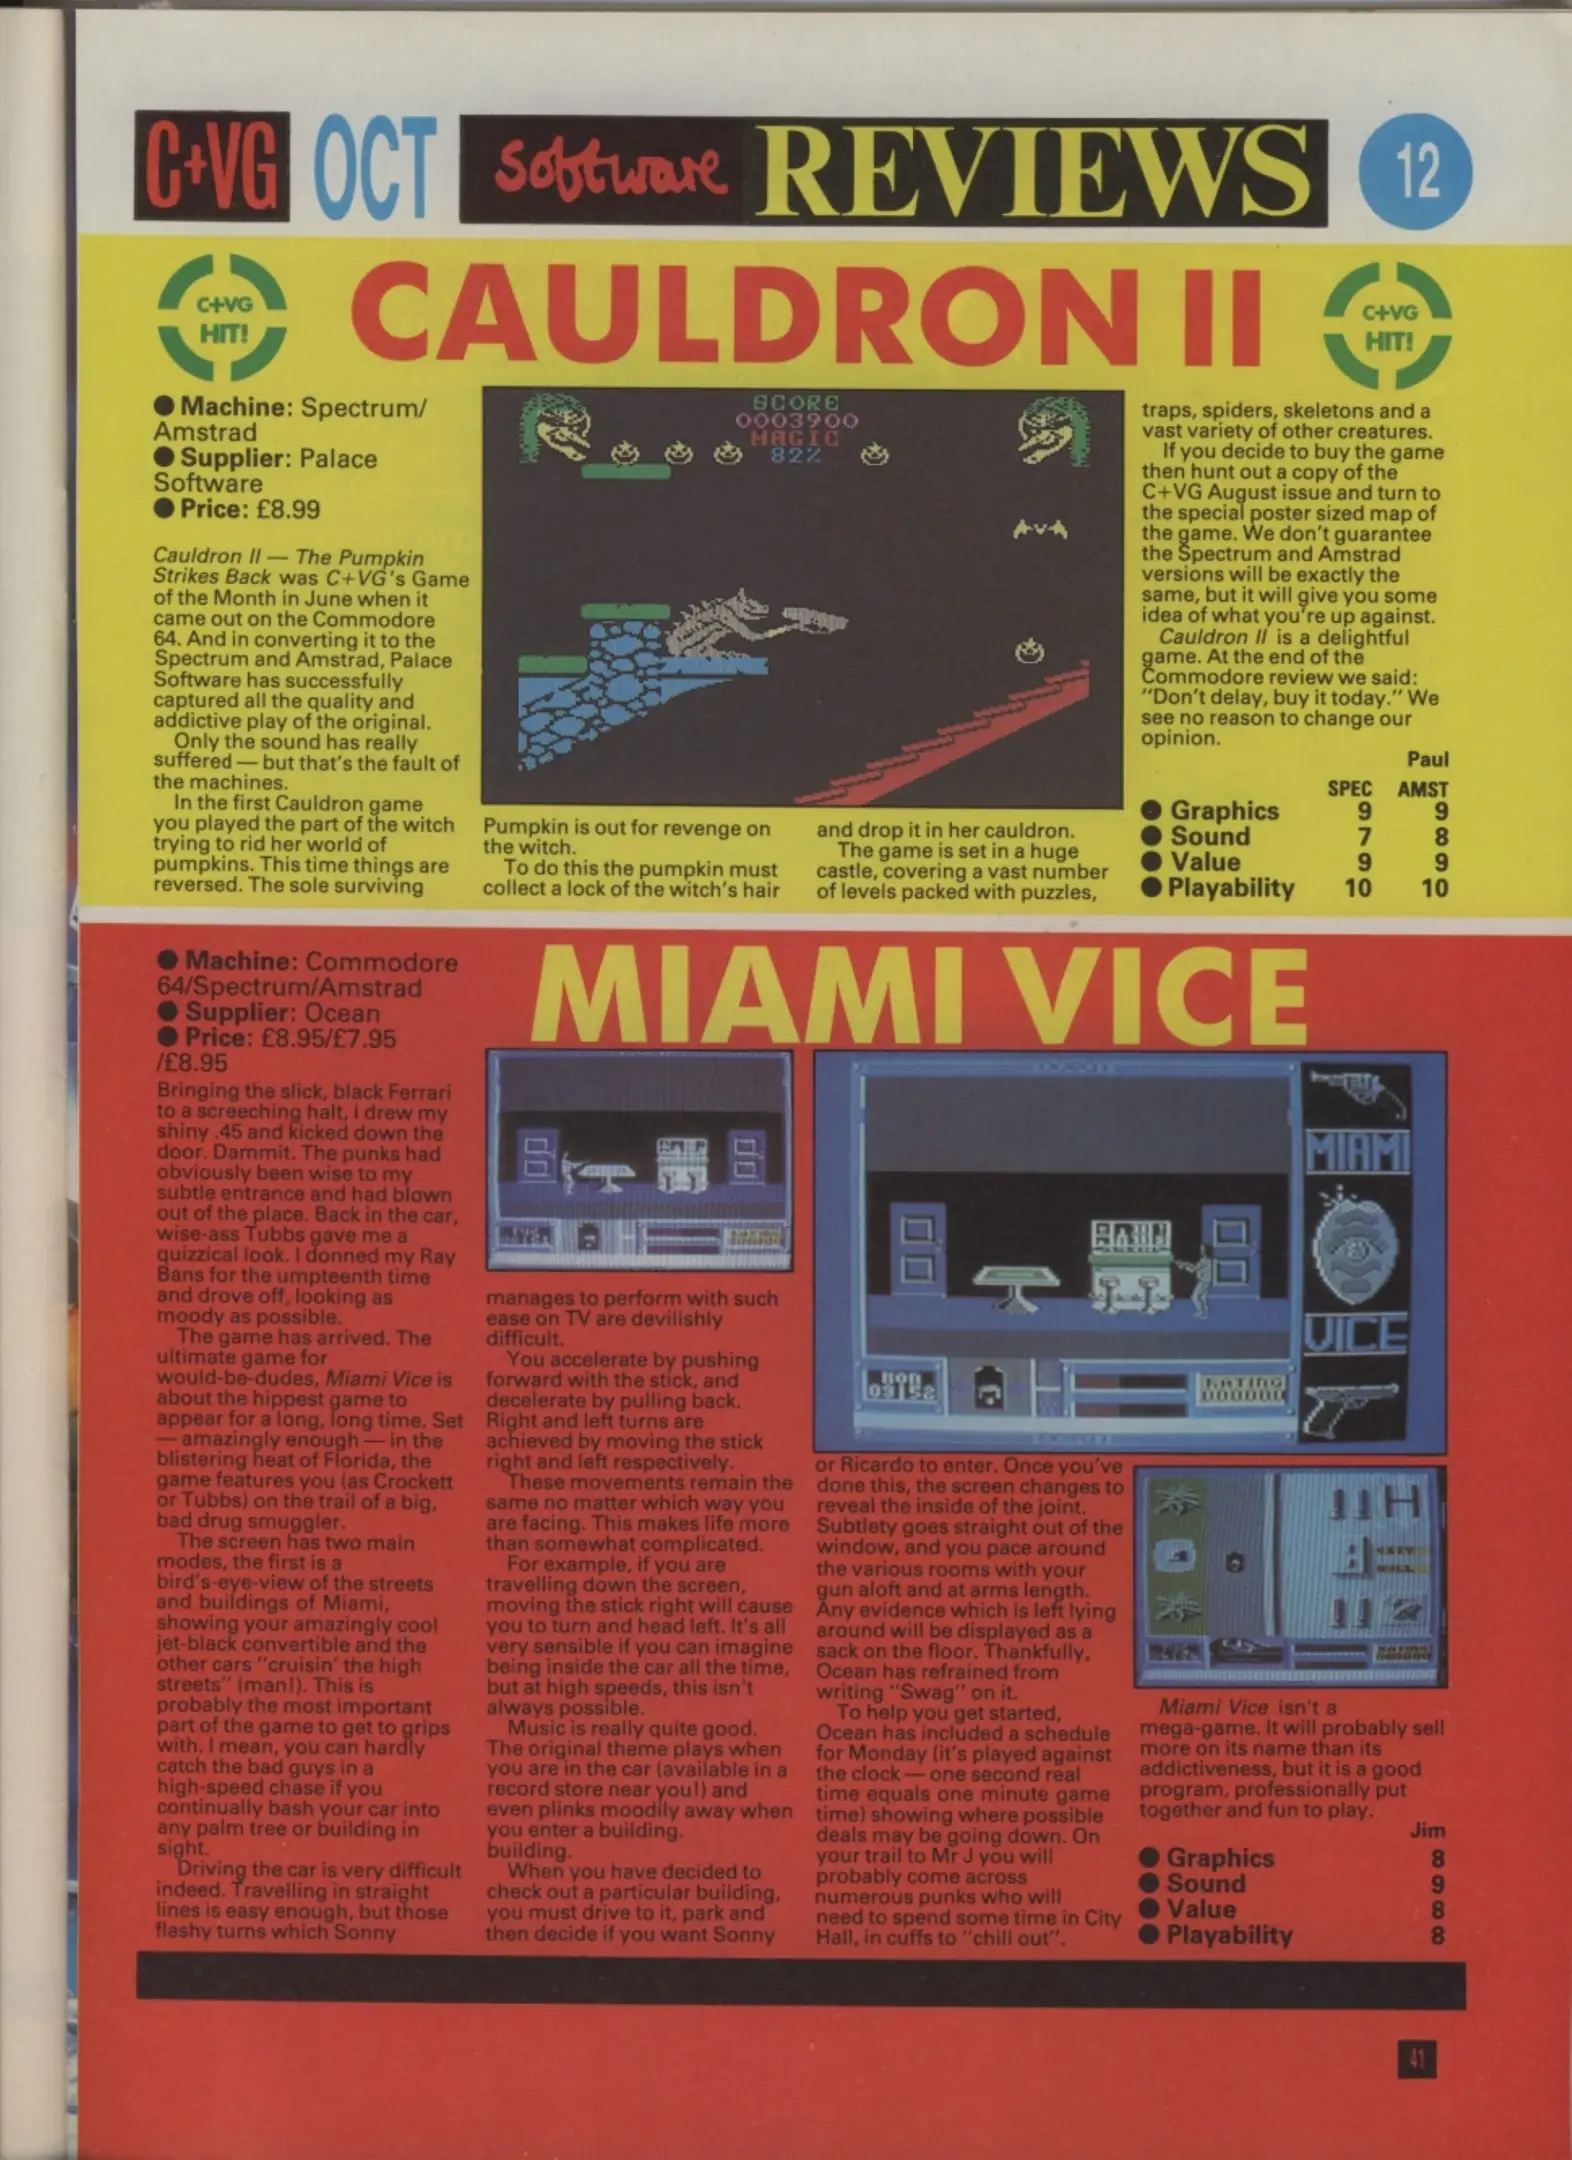 C+VG OCT Software REVIEWS 12
C+VG
HIT!
CAULDRON II
C+VG
HIT!
● Machine: Spectrum/
Amstrad
● Supplier: Palace
Software
● Price: £8.99
Cauldron II — The Pumpkin
Strikes Back was C+VG's Game
of the Month in June when it
came out on the Commodore
64. And in converting it to the
Spectrum and Amstrad, Palace
Software has successfully
captured all the quality and
addictive play of the original.
Only the sound has really
suffered — but that's the fault of
the machines.
In the first Cauldron game
you played the part of the witch
trying to rid her world of
pumpkins. This time things are
reversed. The sole surviving
SCORE
0003900
MAGIC
82%
Pumpkin is out for revenge on
the witch.
To do this the pumpkin must
collect a lock of the witch's hair
and drop it in her cauldron.
The game is set in a huge
castle, covering a vast number
of levels packed with puzzles,
traps, spiders, skeletons and a
vast variety of other creatures.
If you decide to buy the game
then hunt out a copy of the
C+VG August issue and turn to
the special poster sized map of
the game. We don't guarantee
the Spectrum and Amstrad
versions will be exactly the
same, but it will give you some
idea of what you're up against.
Cauldron II is a delightful
game. At the end of the
Commodore review we said:
"Don't delay, buy it today." We
see no reason to change our
opinion.
Paul
SPEC AMST
● Graphics 9 9
● Sound 7 8
● Value 9 9
● Playability 10 10
MIAMI VICE
● Machine: Commodore
64/Spectrum/Amstrad
● Supplier: Ocean
● Price: £8.95/£7.95
/£8.95
Bringing the slick, black Ferrari
to a screeching halt, I drew my
shiny .45 and kicked down the
door. Dammit. The punks had
obviously been wise to my
subtle entrance and had blown
out of the place. Back in the car,
wise-ass Tubbs gave me a
quizzical look. I donned my Ray
Bans for the umpteenth time
and drove off, looking as
moody as possible.
The game has arrived. The
ultimate game for
would-be-dudes, Miami Vice is
about the hippest game to
appear for a long, long time. Set
— amazingly enough — in the
blistering heat of Florida, the
game features you (as Crockett
or Tubbs) on the trail of a big,
bad drug smuggler.
The screen has two main
modes, the first is a
bird's-eye-view of the streets
and buildings of Miami,
showing your amazingly cool
jet-black convertible and the
other cars "cruisin' the high
streets" (man!). This is
probably the most important
part of the game to get to grips
with. I mean, you can hardly
catch the bad guys in a
high-speed chase if you
continually bash your car into
any palm tree or building in
sight.
Driving the car is very difficult
indeed. Travelling in straight
lines is easy enough, but those
flashy turns which Sonny
manages to perform with such
ease on TV are devilishly
difficult.
You accelerate by pushing
forward with the stick, and
decelerate by pulling back.
Right and left turns are
achieved by moving the stick
right and left respectively.
These movements remain the
same no matter which way you
are facing. This makes life more
than somewhat complicated.
For example, if you are
travelling down the screen,
moving the stick right will cause
you to turn and head left. It's all
very sensible if you can imagine
being inside the car all the time,
but at high speeds, this isn't
always possible.
Music is really quite good.
The original theme plays when
you are in the car (available in a
record store near you!) and
even plinks moodily away when
you enter a building.
building.
When you have decided to
check out a particular building,
you must drive to it, park and
then decide if you want Sonny
MIAMI
VICE
MON
RATING
000000
or Ricardo to enter. Once you've
done this, the screen changes to
reveal the inside of the joint.
Subtlety goes straight out of the
window, and you pace around
the various rooms with your
gun aloft and at arms length.
Any evidence which is left lying
around will be displayed as a
sack on the floor. Thankfully,
Ocean has refrained from
writing "Swag" on it.
To help you get started,
Ocean has included a schedule
for Monday (it's played against
the clock — one second real
time equals one minute game
time) showing where possible
deals may be going down. On
your trail to Mr J you will
probably come across
numerous punks who will
need to spend some time in City
Hall, in cuffs to "chill out".
Miami Vice isn't a
mega-game. It will probably sell
more on its name than its
addictiveness, but it is a good
program, professionally put
together and fun to play.
Jim
● Graphics 8
● Sound 9
● Value 8
● Playability 8
41